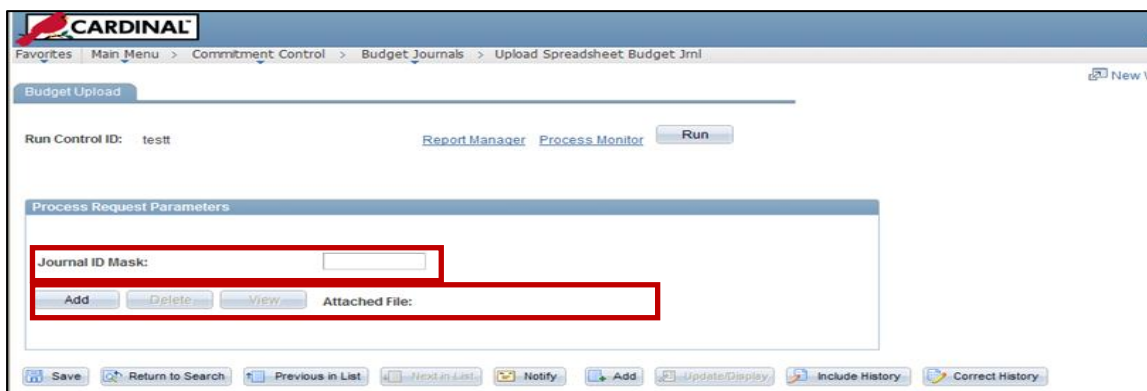 CARDINAL™
Favorites Main Menu > Commitment Control > Budget Journals > Upload Spreadsheet Budget Jrnl
New
Budget Upload
Run Control ID: testt Report Manager Process Monitor Run
Process Request Parameters
Journal ID Mask:
Add Delete View Attached File:
Save Return to Search Previous in List Next in List Notify Add Update/Display Include History Correct History